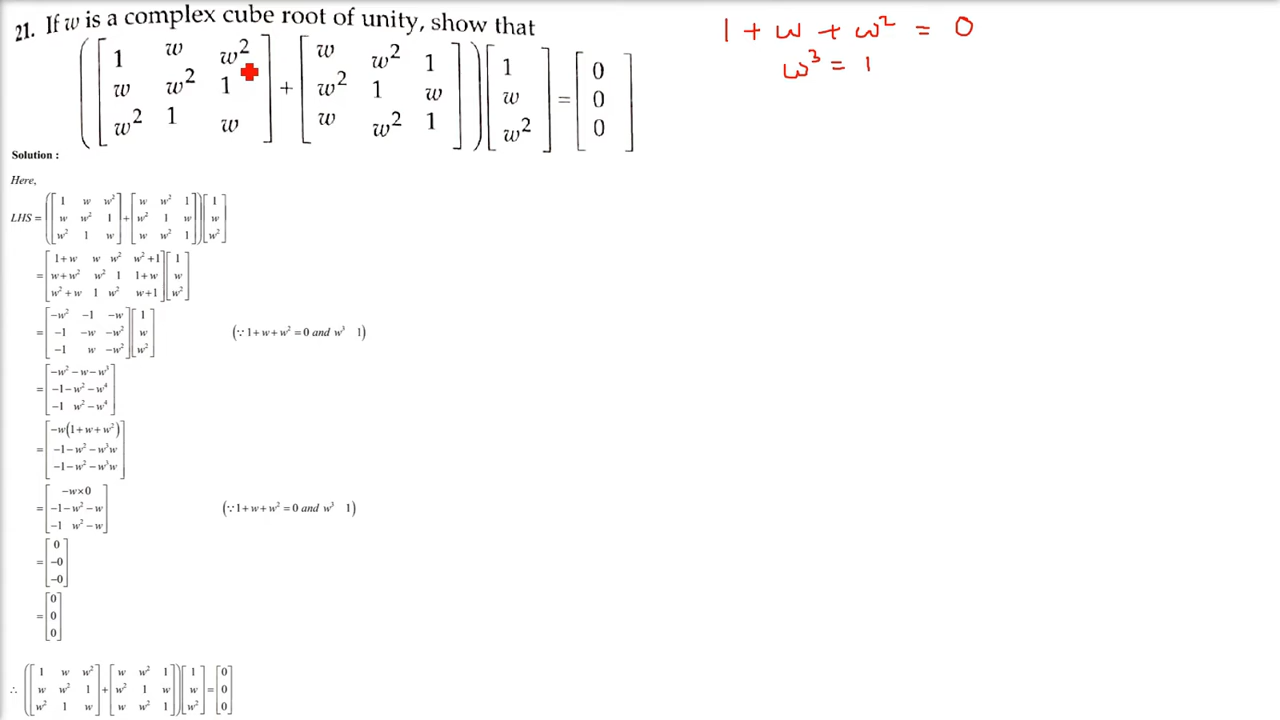 21. If w is a complex cube root of unity, show that
([1 w w² ; w w² 1 ; w² 1 w] + [w w² 1 ; w² 1 w ; w w² 1]) [1 ; w ; w²] = [0 ; 0 ; 0]
1 + w + w² = 0
w³ = 1
Solution :
Here,
LHS = ([1 w w² ; w w² 1 ; w² 1 w] + [w w² 1 ; w² 1 w ; w w² 1]) [1 ; w ; w²]
= [1+w w w² w²+1 ; w+w² w² 1 1+w ; w²+w 1 w² w+1] [1 ; w ; w²]
= [-w² -1 -w ; -1 -w -w² ; -1 w -w²] [1 ; w ; w²] (∵ 1+w+w² = 0 and w³ 1)
= [-w²-w-w³ ; -1-w²-w⁴ ; -1 w²-w⁴]
= [-w(1+w+w²) ; -1-w²-w³w ; -1-w²-w³w]
= [-w×0 ; -1-w²-w ; -1 w²-w] (∵ 1+w+w² = 0 and w³ 1)
= [0 ; -0 ; -0]
= [0 ; 0 ; 0]
∴ ([1 w w² ; w w² 1 ; w² 1 w] + [w w² 1 ; w² 1 w ; w w² 1]) [1 ; w ; w²] = [0 ; 0 ; 0]